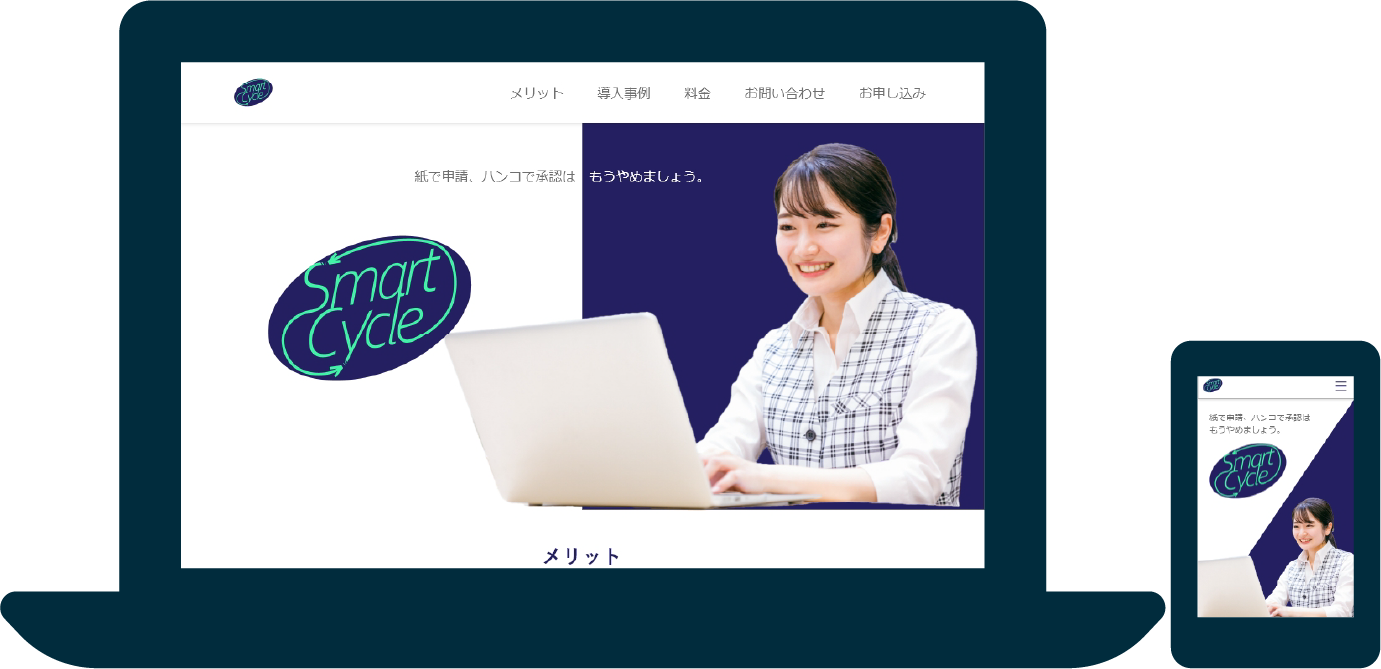 Smart
Cycle
メリット 導入事例 料金 お問い合わせ お申し込み
紙で申請、ハンコで承認は もうやめましょう。
Smart
Cycle
メリット
Smart
Cycle
紙で申請、ハンコで承認は
もうやめましょう。
Smart
Cycle